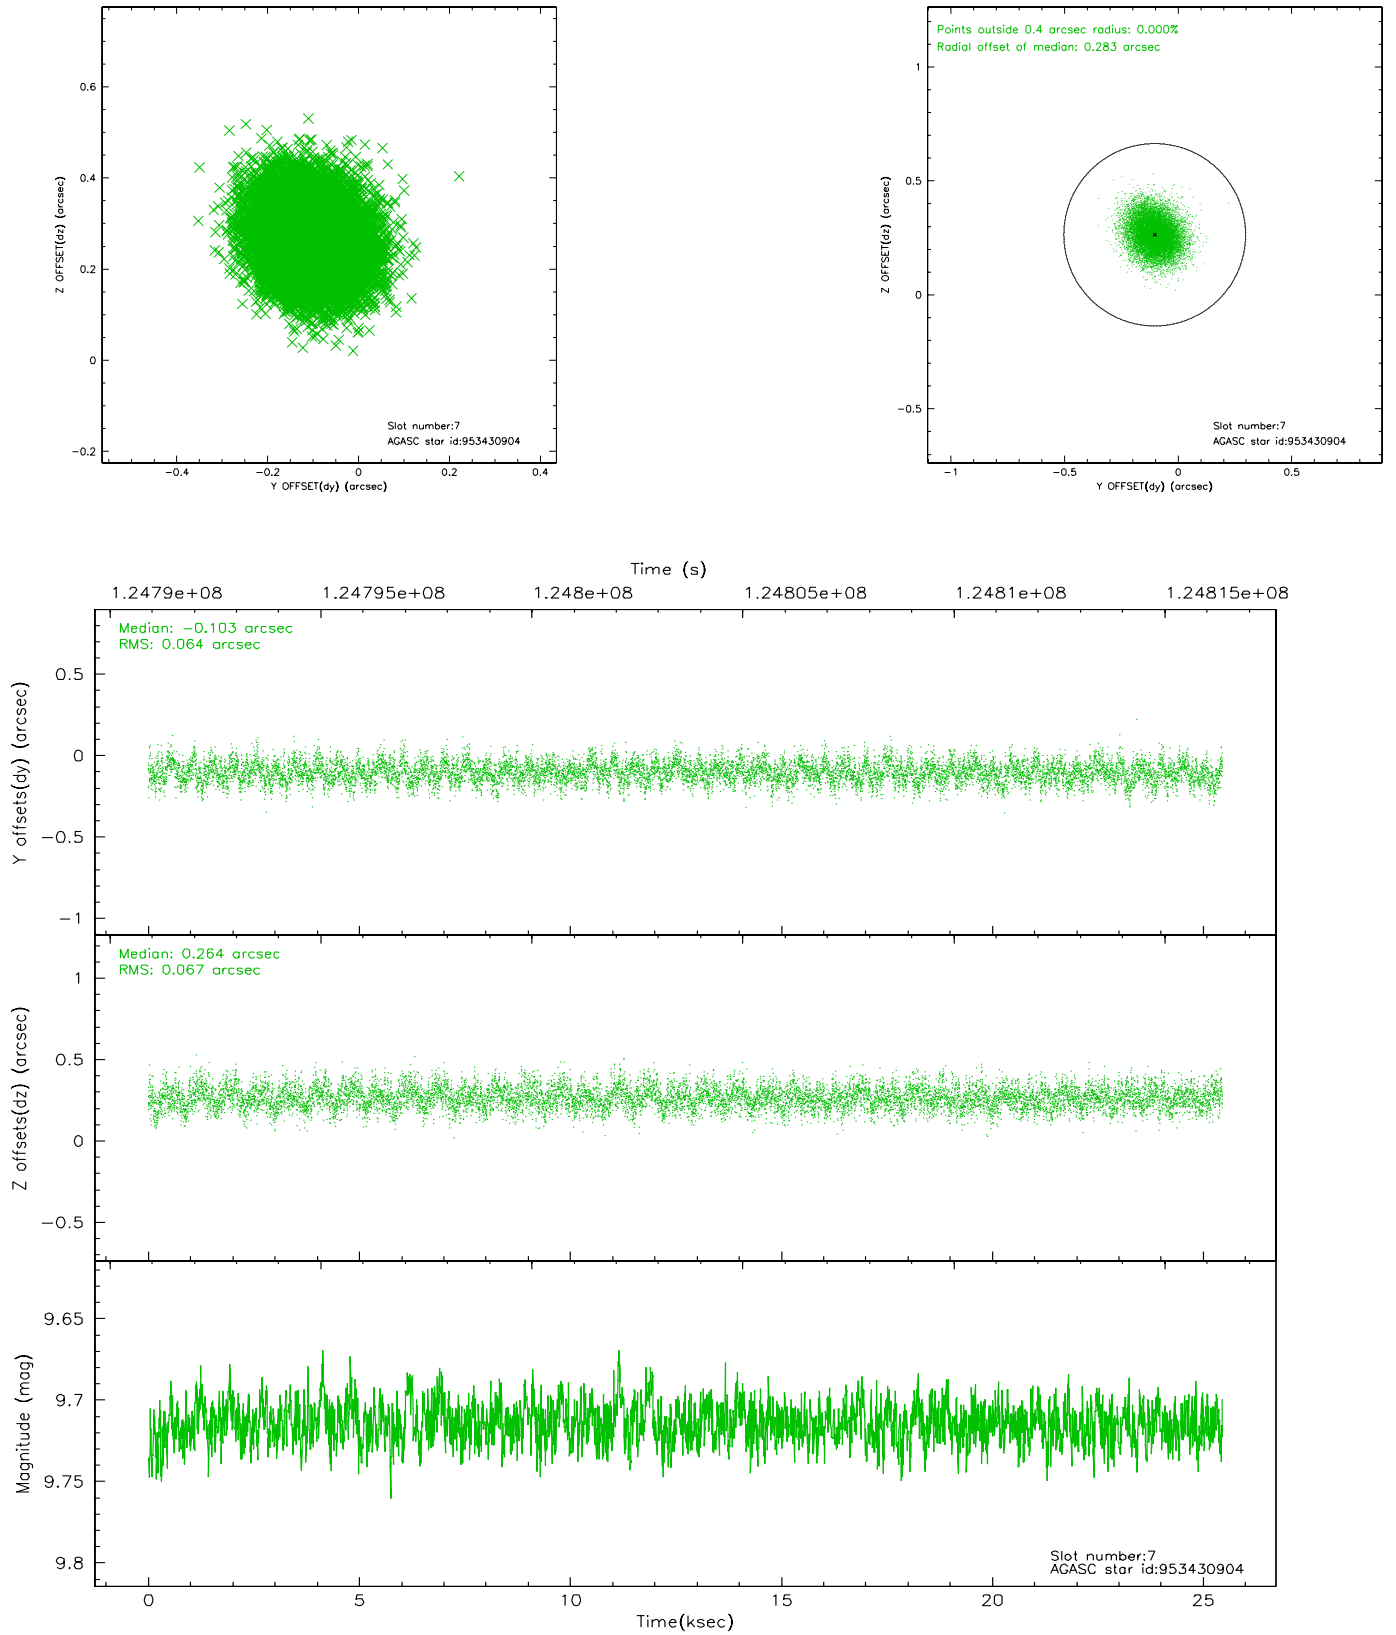 0.6
0.4
0.2
0
-0.2
-0.4
-0.2
0
0.2
0.4
Z OFFSET(dz) (arcsec)
Y OFFSET(dy) (arcsec)
Slot number:7
AGASC star id:953430904
Points outside 0.4 arcsec radius: 0.000%
Radial offset of median: 0.283 arcsec
1
0.5
0
-0.5
-1
-0.5
0
0.5
Z OFFSET(dz) (arcsec)
Y OFFSET(dy) (arcsec)
Slot number:7
AGASC star id:953430904
Time (s)
1.2479e+08
1.24795e+08
1.248e+08
1.24805e+08
1.2481e+08
1.24815e+08
Median: -0.103 arcsec
RMS: 0.064 arcsec
0.5
0
-0.5
-1
Y offsets(dy) (arcsec)
Median: 0.264 arcsec
RMS: 0.067 arcsec
1
0.5
0
-0.5
Z offsets(dz) (arcsec)
9.65
9.7
9.75
9.8
Magnitude (mag)
Slot number:7
AGASC star id:953430904
0
5
10
15
20
25
Time(ksec)